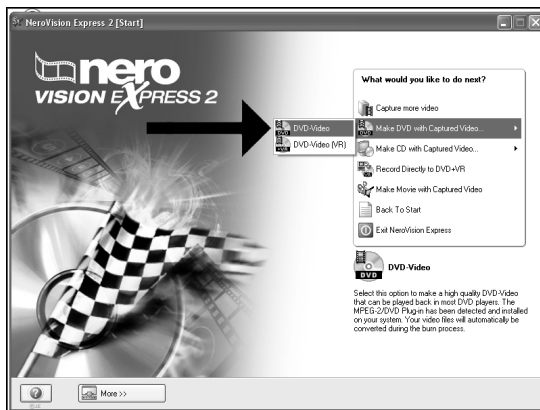 NeroVision Express 2 [Start]
nero
VISION EXPRESS 2
What would you like to do next?
Capture more video
Make DVD with Captured Video...
DVD-Video
DVD-Video (VR)
Make CD with Captured Video...
Record Directly to DVD+VR
Make Movie with Captured Video
Back To Start
Exit NeroVision Express
DVD
DVD-Video
Select this option to make a high quality DVD-Video
that can be played back in most DVD players. The
MPEG-2/DVD Plug-in has been detected and installed
on your system. Your video files will automatically be
converted during the burn process.
More >>